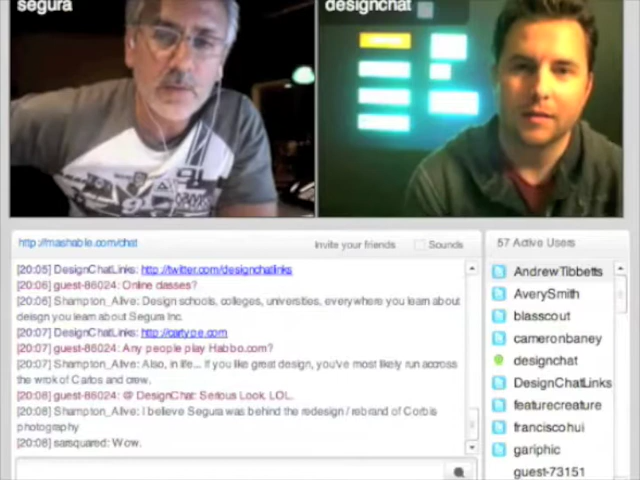 segura
designchat
http://mashable.com/chat
Invite your friends
Sounds
57 Active Users
[20:05] DesignChatLinks: http://twitter.com/designchatlinks
[20:06] guest-86024: Online classes?
[20:06] Shampton_Alive: Design schools, colleges, universities, everywhere you learn about
deisgn you learn about Segura Inc.
[20:07] DesignChatLinks: http://cartype.com
[20:07] guest-86024: Any people play Habbo.com?
[20:07] Shampton_Alive: Also, in life... If you like great design, you've most likely run accross
the wrok of Carlos and crew.
[20:08] guest-86024: @ DesignChat: Serious Look. LOL.
[20:08] Shampton_Alive: I believe Segura was behind the redesign / rebrand of Corbis
photography
[20:08] sarsquared: Wow.
AndrewTibbetts
AverySmith
blasscout
cameronbaney
designchat
DesignChatLinks
featurecreature
franciscohui
gariphic
guest-73151